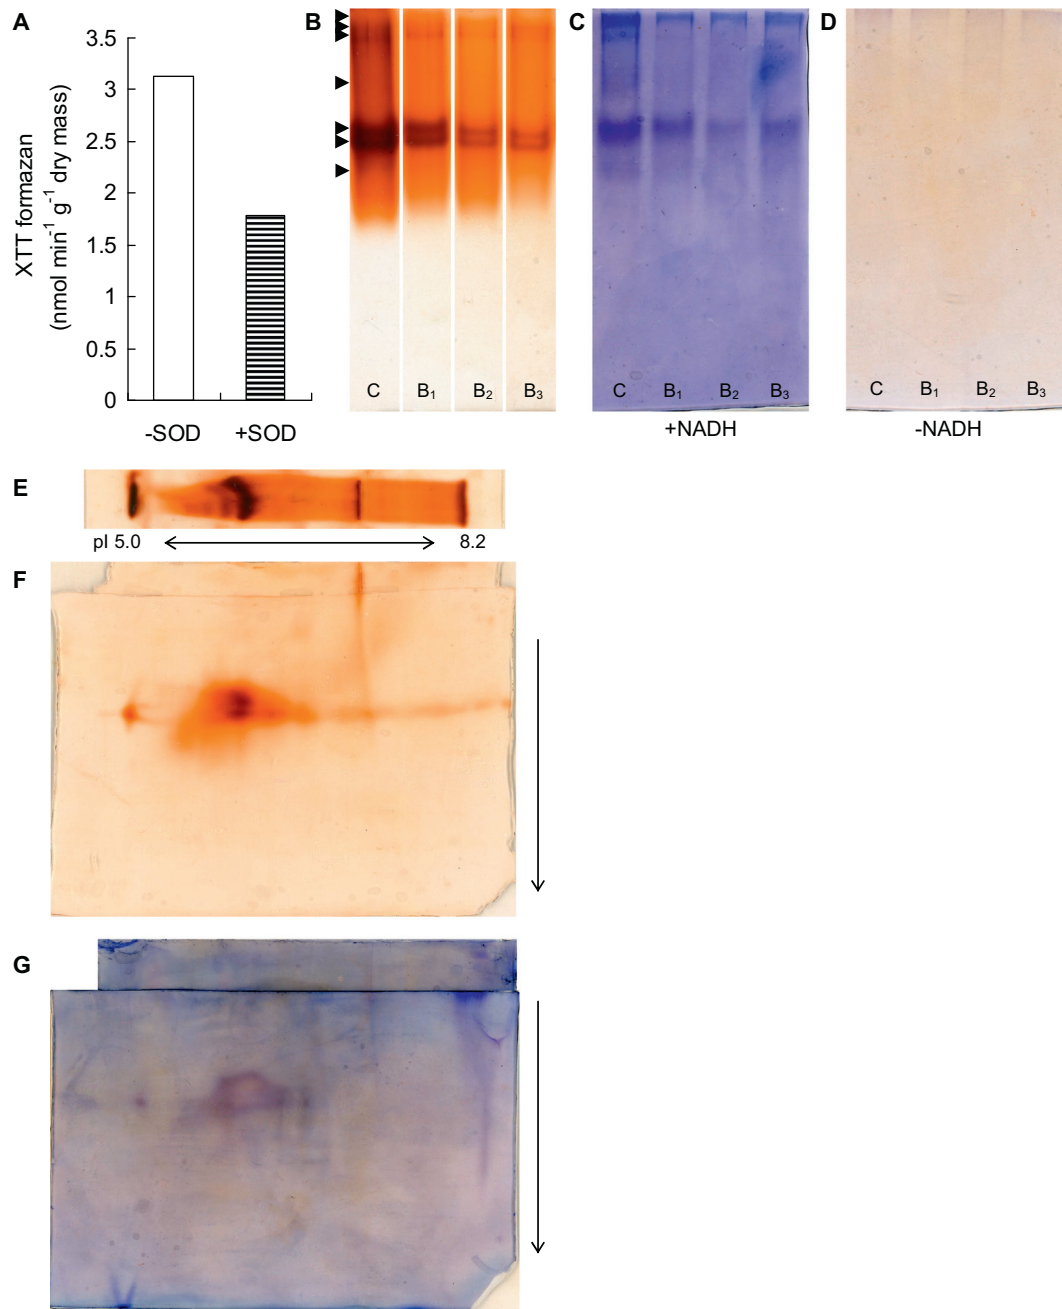 A
3.5
3
2.5
2
1.5
1
0.5
0
XTT formazan
(nmol min⁻¹ g⁻¹ dry mass)
-SOD +SOD
B
C B₁ B₂ B₃
C
C B₁ B₂ B₃
+NADH
D
C B₁ B₂ B₃
-NADH
E
pI 5.0 8.2
F
G